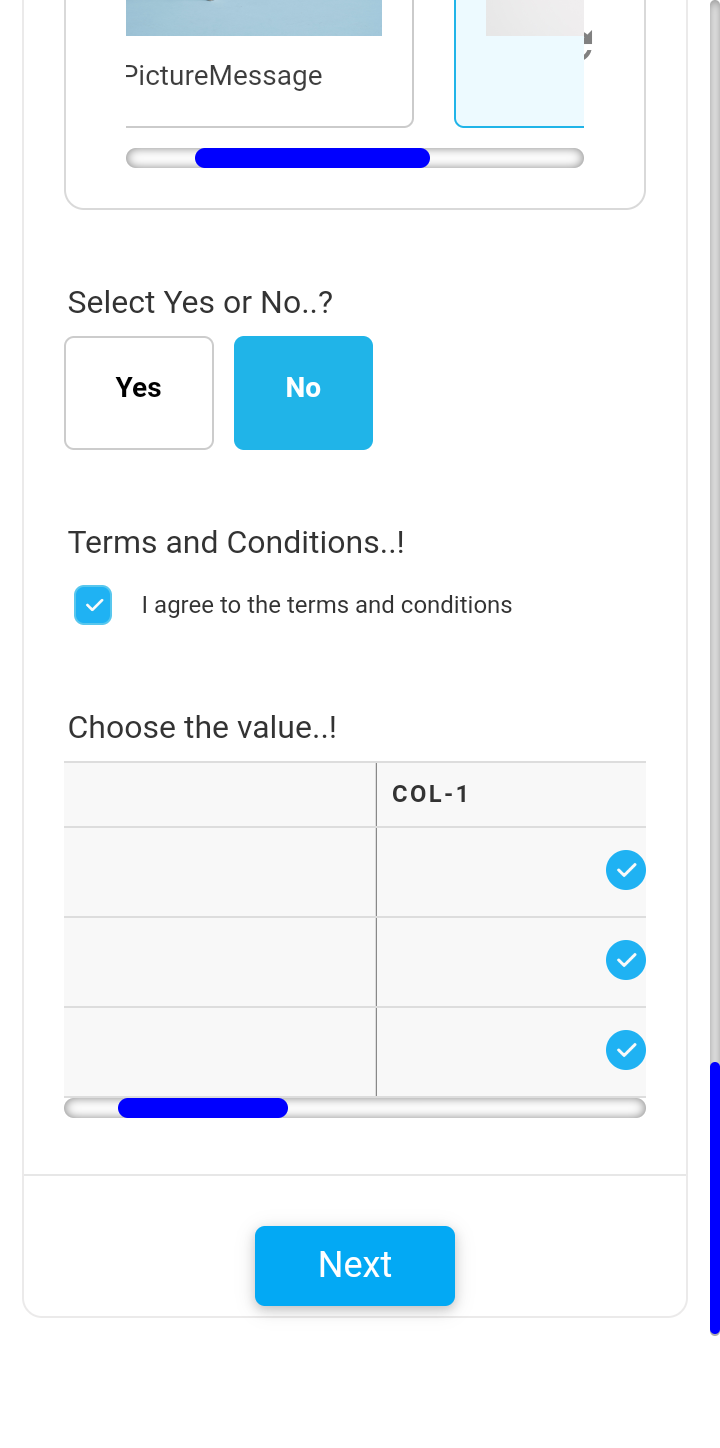 PictureMessage
Select Yes or No..?
Yes
No
Terms and Conditions..!
I agree to the terms and conditions
Choose the value..!
COL-1
Next